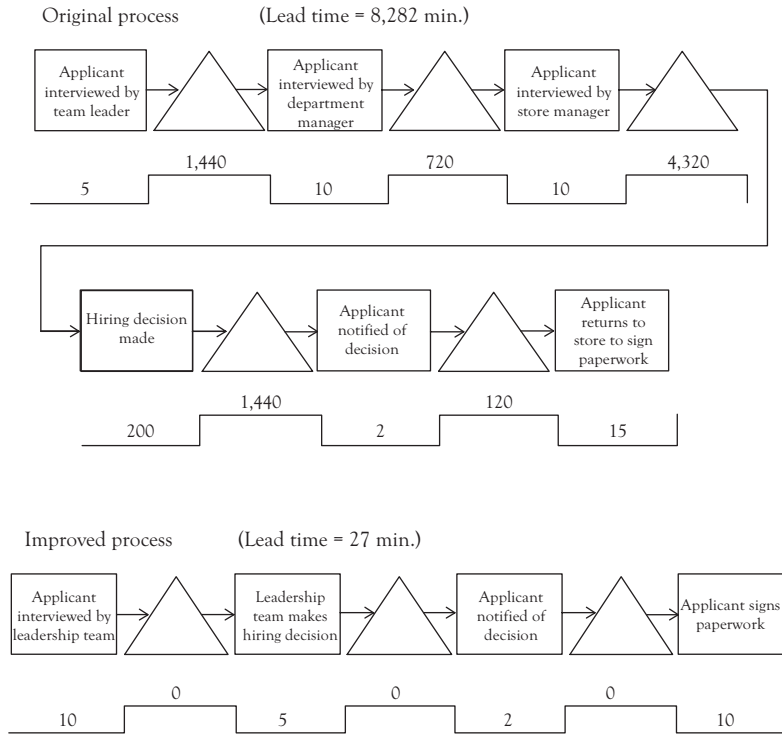 Original process (Lead time = 8,282 min.)
Applicant
interviewed by
team leader
Applicant
interviewed by
department
manager
Applicant
interviewed by
store manager
5
1,440
10
720
10
4,320
Hiring decision
made
Applicant
notified of
decision
Applicant
returns to
store to sign
paperwork
200
1,440
2
120
15
Improved process (Lead time = 27 min.)
Applicant
interviewed by
leadership team
Leadership
team makes
hiring decision
Applicant
notified of
decision
Applicant signs
paperwork
10
0
5
0
2
0
10